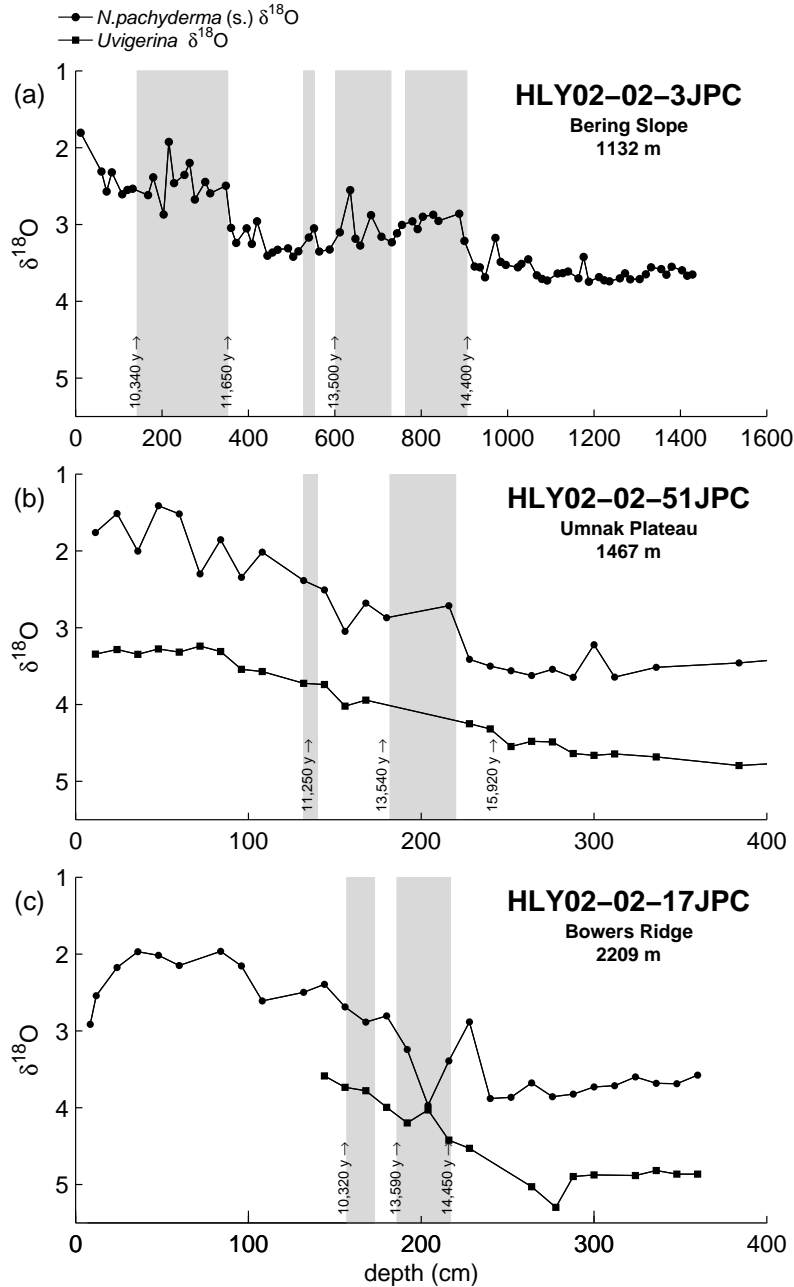 N.pachyderma (s.) δ18O
Uvigerina δ18O
(a)
HLY02−02−3JPC
Bering Slope
1132 m
1
2
3
4
5
δ18O
10,340 y →
11,650 y →
13,500 y →
14,400 y →
0 200 400 600 800 1000 1200 1400 1600
(b)
HLY02−02−51JPC
Umnak Plateau
1467 m
1
2
3
4
5
δ18O
11,250 y →
13,540 y →
15,920 y →
0 100 200 300 400
(c)
HLY02−02−17JPC
Bowers Ridge
2209 m
1
2
3
4
5
δ18O
10,320 y →
13,590 y →
14,450 y →
0 100 200 300 400
depth (cm)